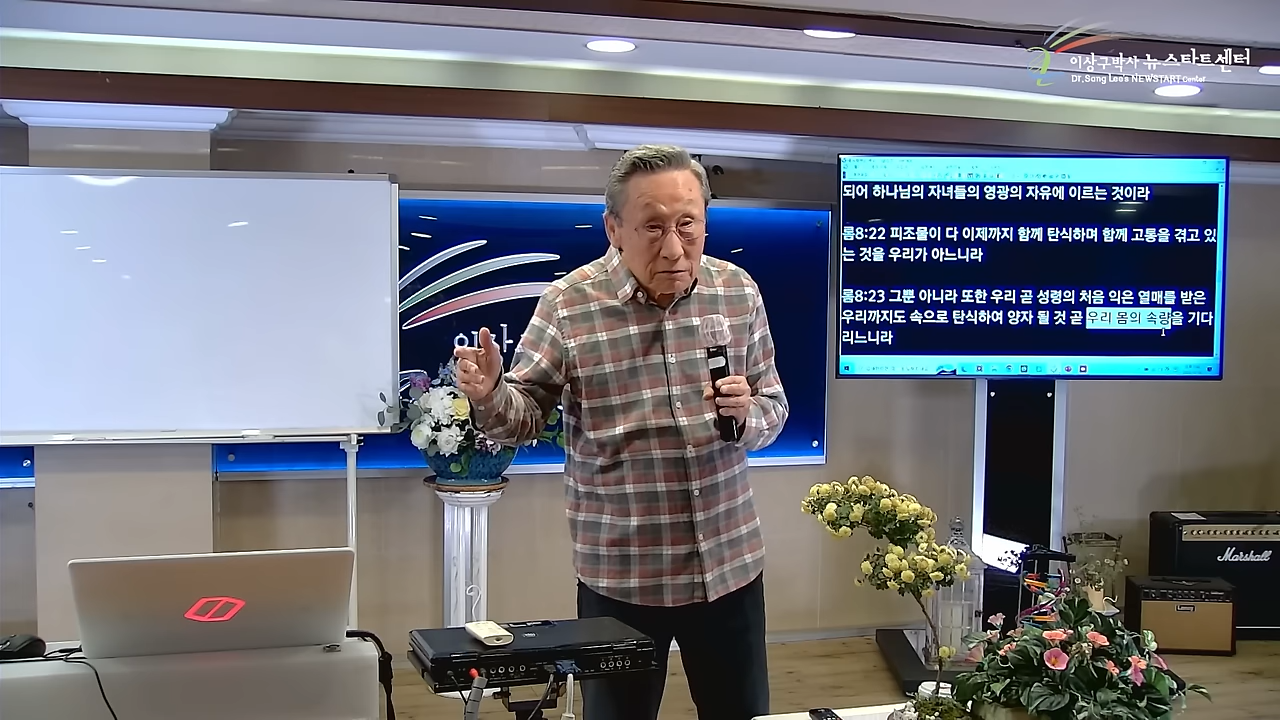 이상구박사 뉴스타트센터
Dr. Sang Lee's NEWSTART Center
되어 하나님의 자녀들의 영광의 자유에 이르는 것이라
롬8:22 피조물이 다 이제까지 함께 탄식하며 함께 고통을 겪고 있
는 것을 우리가 아느니라
롬8:23 그뿐 아니라 또한 우리 곧 성령의 처음 익은 열매를 받은
우리까지도 속으로 탄식하여 양자 될 것 곧 우리 몸의 속량을 기다
리느니라
Marshall
Laney